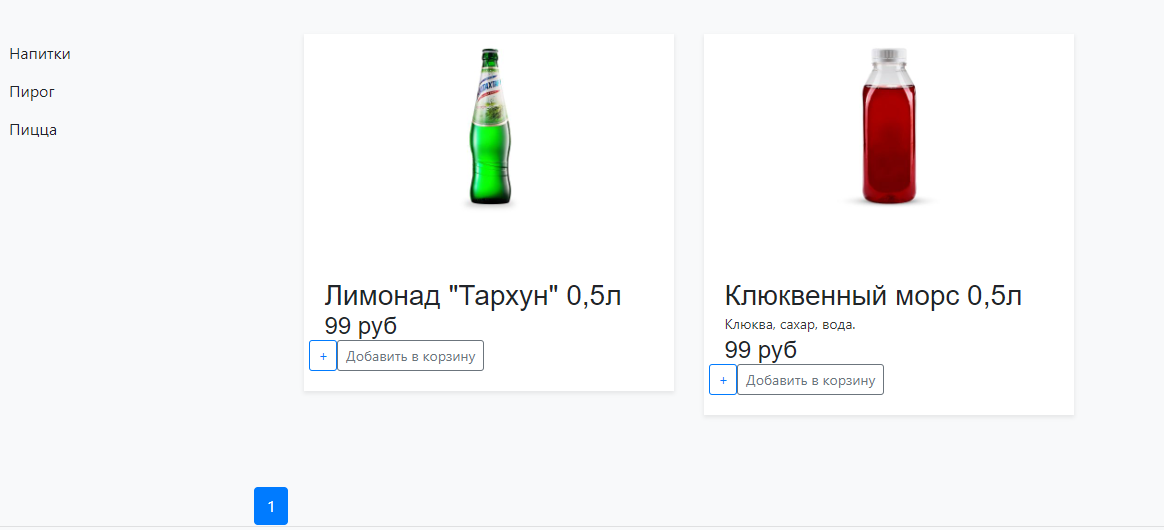 Напитки
Пирог
Пицца
Лимонад "Тархун" 0,5л
99 руб
+ Добавить в корзину
Клюквенный морс 0,5л
Клюква, сахар, вода.
99 руб
+ Добавить в корзину
1